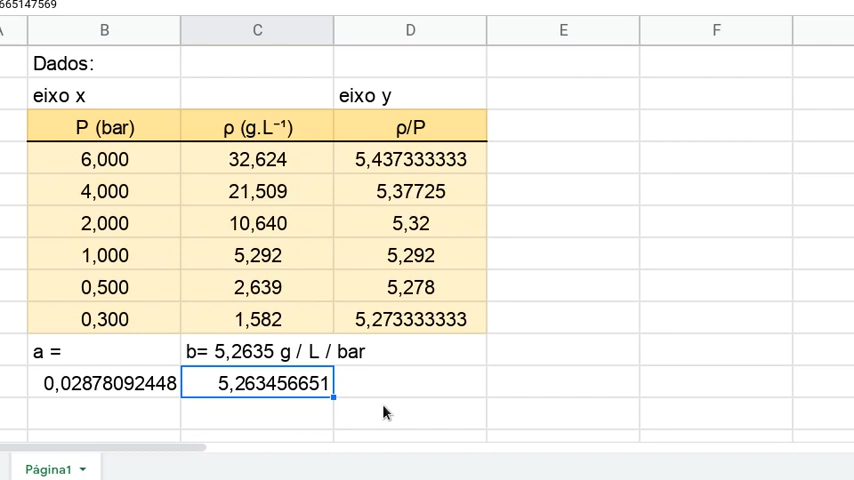 665147569
A B C D E F
Dados:
eixo x eixo y
P (bar) ρ (g.L⁻¹) ρ/P
6,000 32,624 5,437333333
4,000 21,509 5,37725
2,000 10,640 5,32
1,000 5,292 5,292
0,500 2,639 5,278
0,300 1,582 5,273333333
a = b= 5,2635 g / L / bar
0,02878092448 5,263456651
Página1